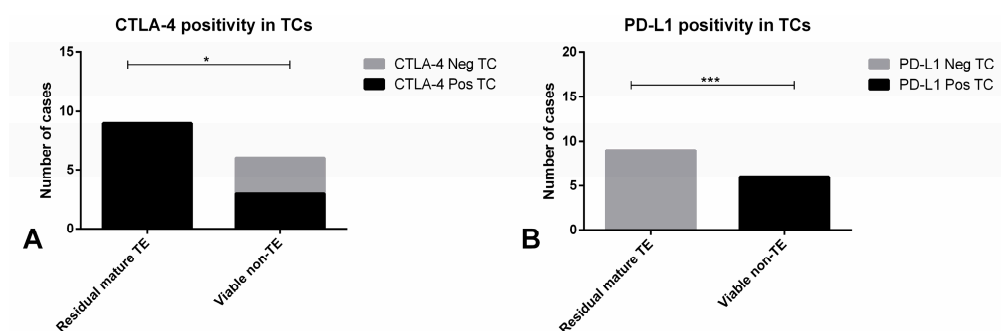 CTLA-4 positivity in TCs
15
10
5
0
Number of cases
*
CTLA-4 Neg TC
CTLA-4 Pos TC
Residual mature TE
Viable non-TE
A
PD-L1 positivity in TCs
20
15
10
5
0
Number of cases
***
PD-L1 Neg TC
PD-L1 Pos TC
Residual mature TE
Viable non-TE
B